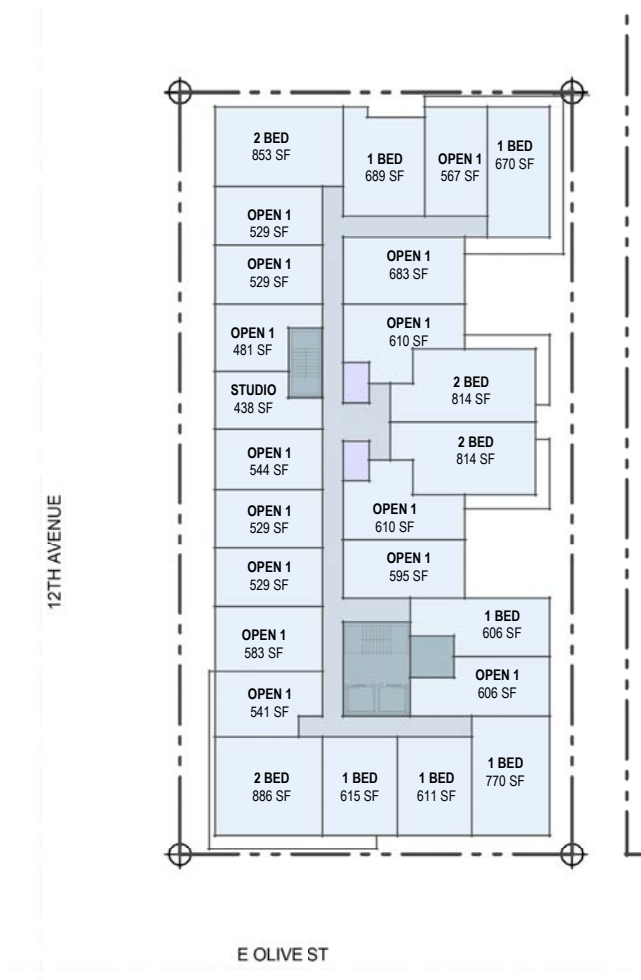 2 BED
853 SF
1 BED
689 SF
OPEN 1
567 SF
1 BED
670 SF
OPEN 1
529 SF
OPEN 1
529 SF
OPEN 1
683 SF
OPEN 1
481 SF
OPEN 1
610 SF
STUDIO
438 SF
2 BED
814 SF
OPEN 1
544 SF
2 BED
814 SF
OPEN 1
529 SF
OPEN 1
610 SF
OPEN 1
529 SF
OPEN 1
595 SF
OPEN 1
583 SF
1 BED
606 SF
OPEN 1
541 SF
OPEN 1
606 SF
2 BED
886 SF
1 BED
615 SF
1 BED
611 SF
1 BED
770 SF
12TH AVENUE
E OLIVE ST